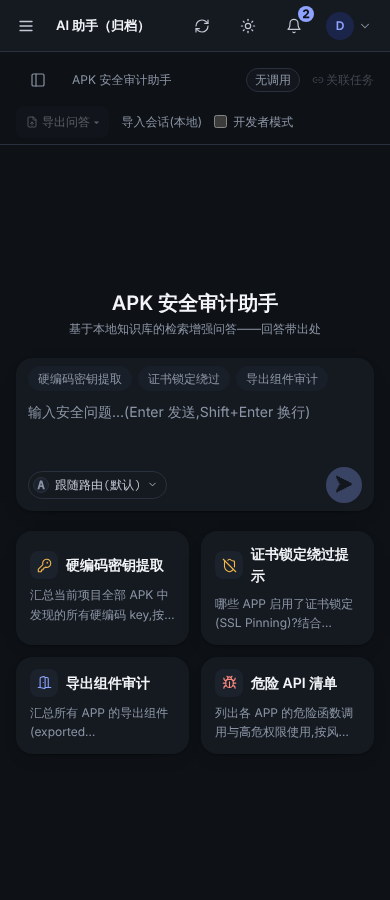 AI 助手（归档）
2
D
APK 安全审计助手
无调用
关联任务
导出问答
导入会话(本地)
开发者模式
APK 安全审计助手
基于本地知识库的检索增强问答——回答带出处
硬编码密钥提取
证书锁定绕过
导出组件审计
输入安全问题...(Enter 发送,Shift+Enter 换行)
A
跟随路由(默认)
硬编码密钥提取
汇总当前项目全部 APK 中
发现的所有硬编码 key,按...
证书锁定绕过提
示
哪些 APP 启用了证书锁定
(SSL Pinning)?结合...
导出组件审计
汇总所有 APP 的导出组件
(exported...
危险 API 清单
列出各 APP 的危险函数调
用与高危权限使用,按风...